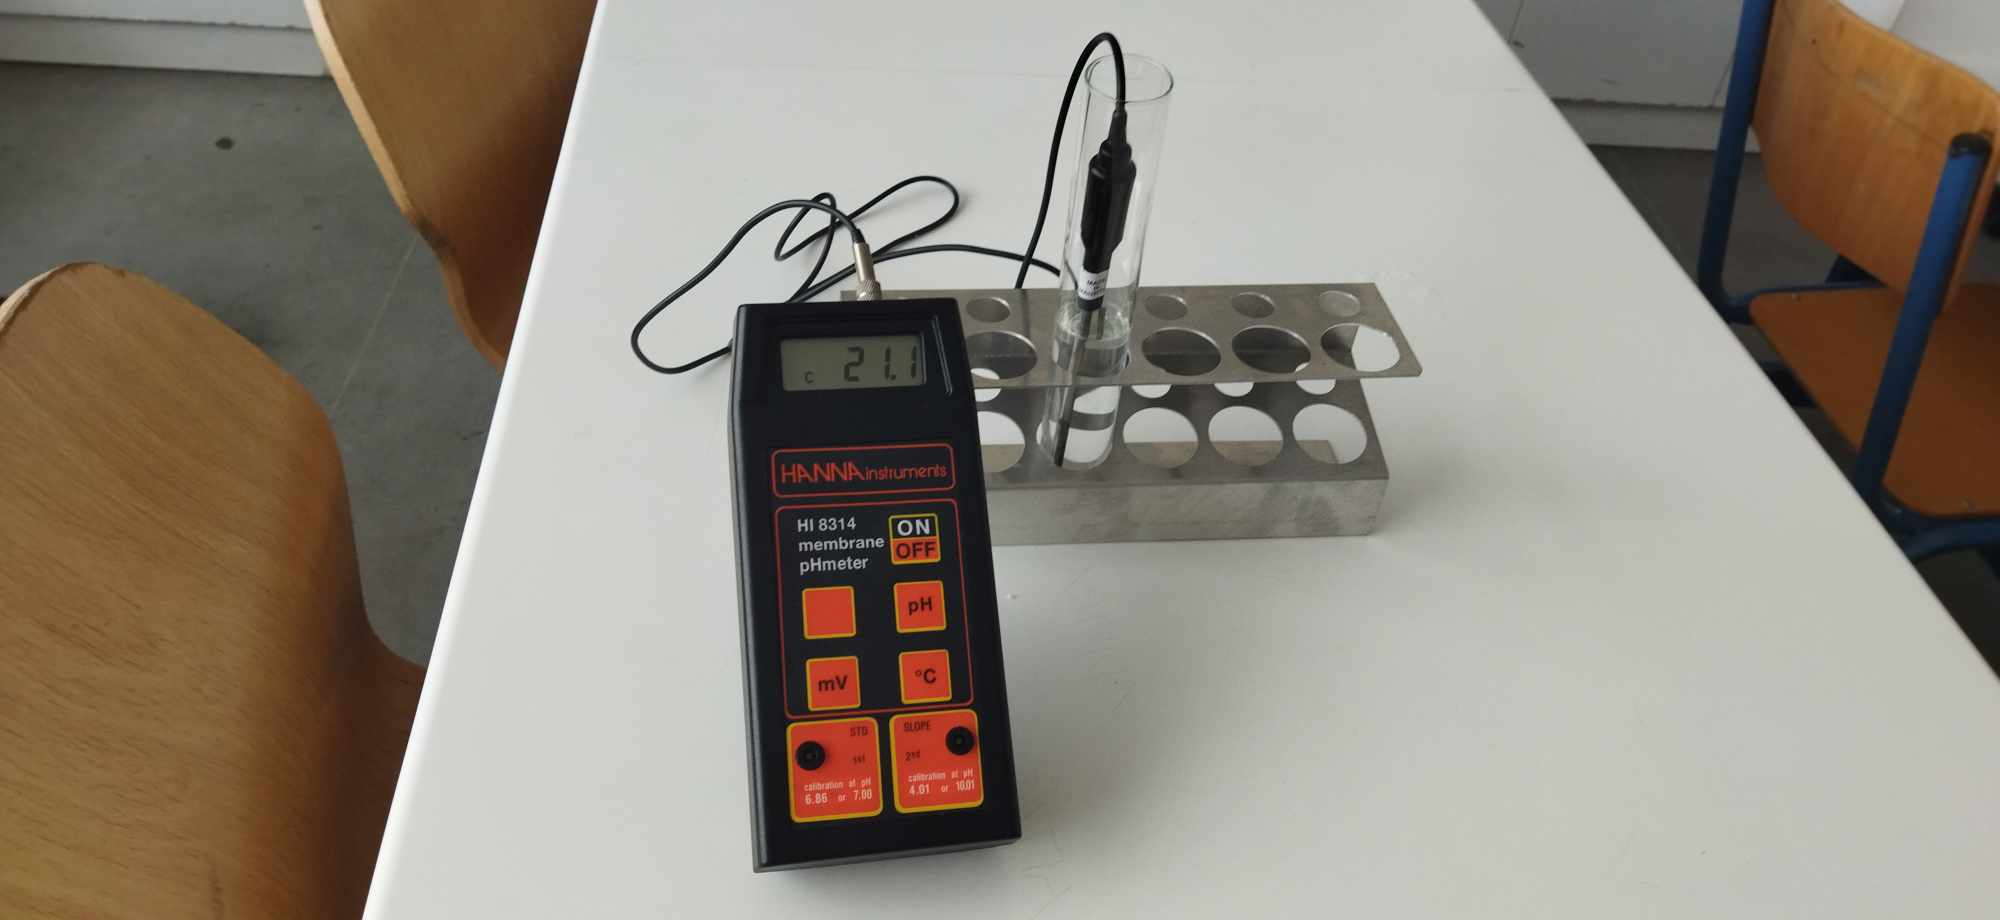 C 21.1
HANNA instruments
HI 8314
membrane
pHmeter
ON
OFF
pH
mV
°C
STD
1st
calibration at pH
6.86 or 7.00
SLOPE
2nd
calibration at pH
4.01 or 10.01